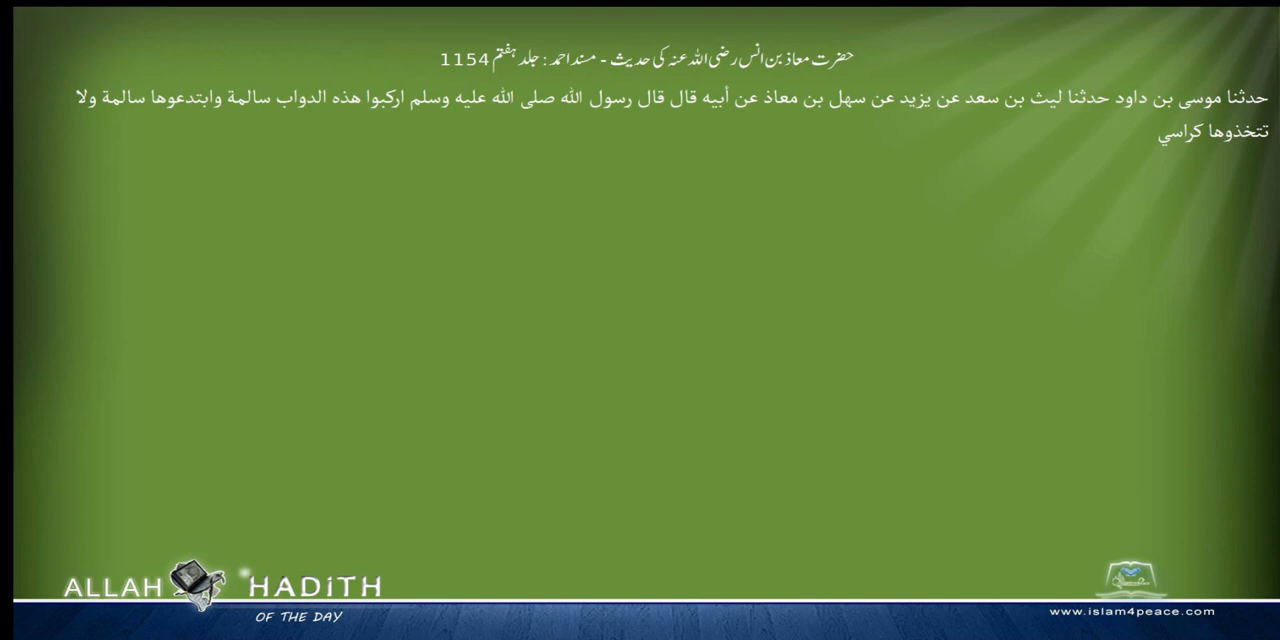 حضرت معاذ بن انس رضی اللہ عنہ کی حدیث - مسند احمد : جلد ہفتم 1154
حدثنا موسى بن داود حدثنا ليث بن سعد عن يزيد عن سهل بن معاذ عن أبيه قال قال رسول الله صلى الله عليه وسلم اركبوا هذه الدواب سالمة وابتدعوها سالمة ولا
تتخذوها كراسي
ALLAH HADiTH
OF THE DAY
www.islam4peace.com